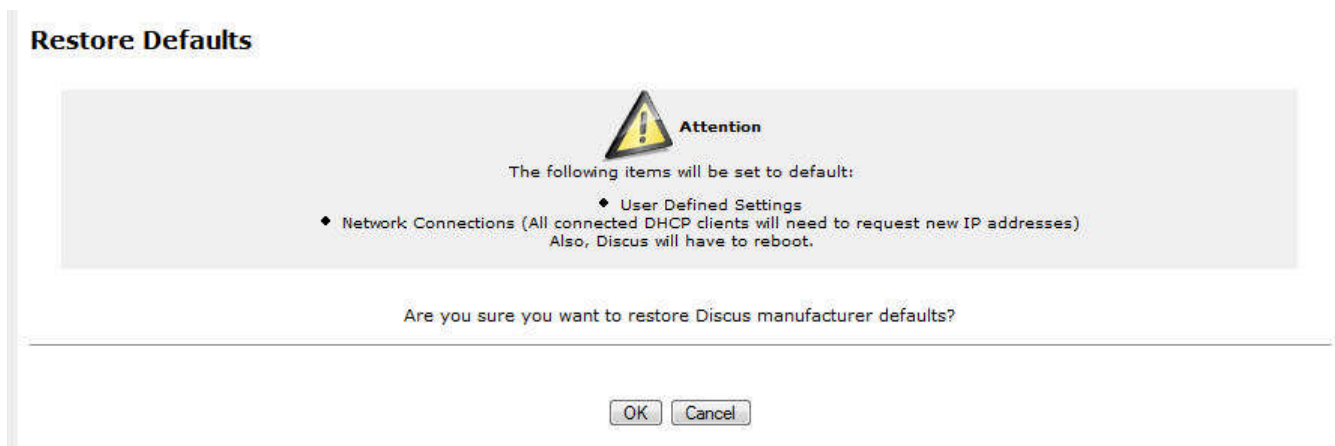 Restore Defaults
Attention
The following items will be set to default:
♦ User Defined Settings
♦ Network Connections (All connected DHCP clients will need to request new IP addresses)
Also, Discus will have to reboot.
Are you sure you want to restore Discus manufacturer defaults?
OK Cancel